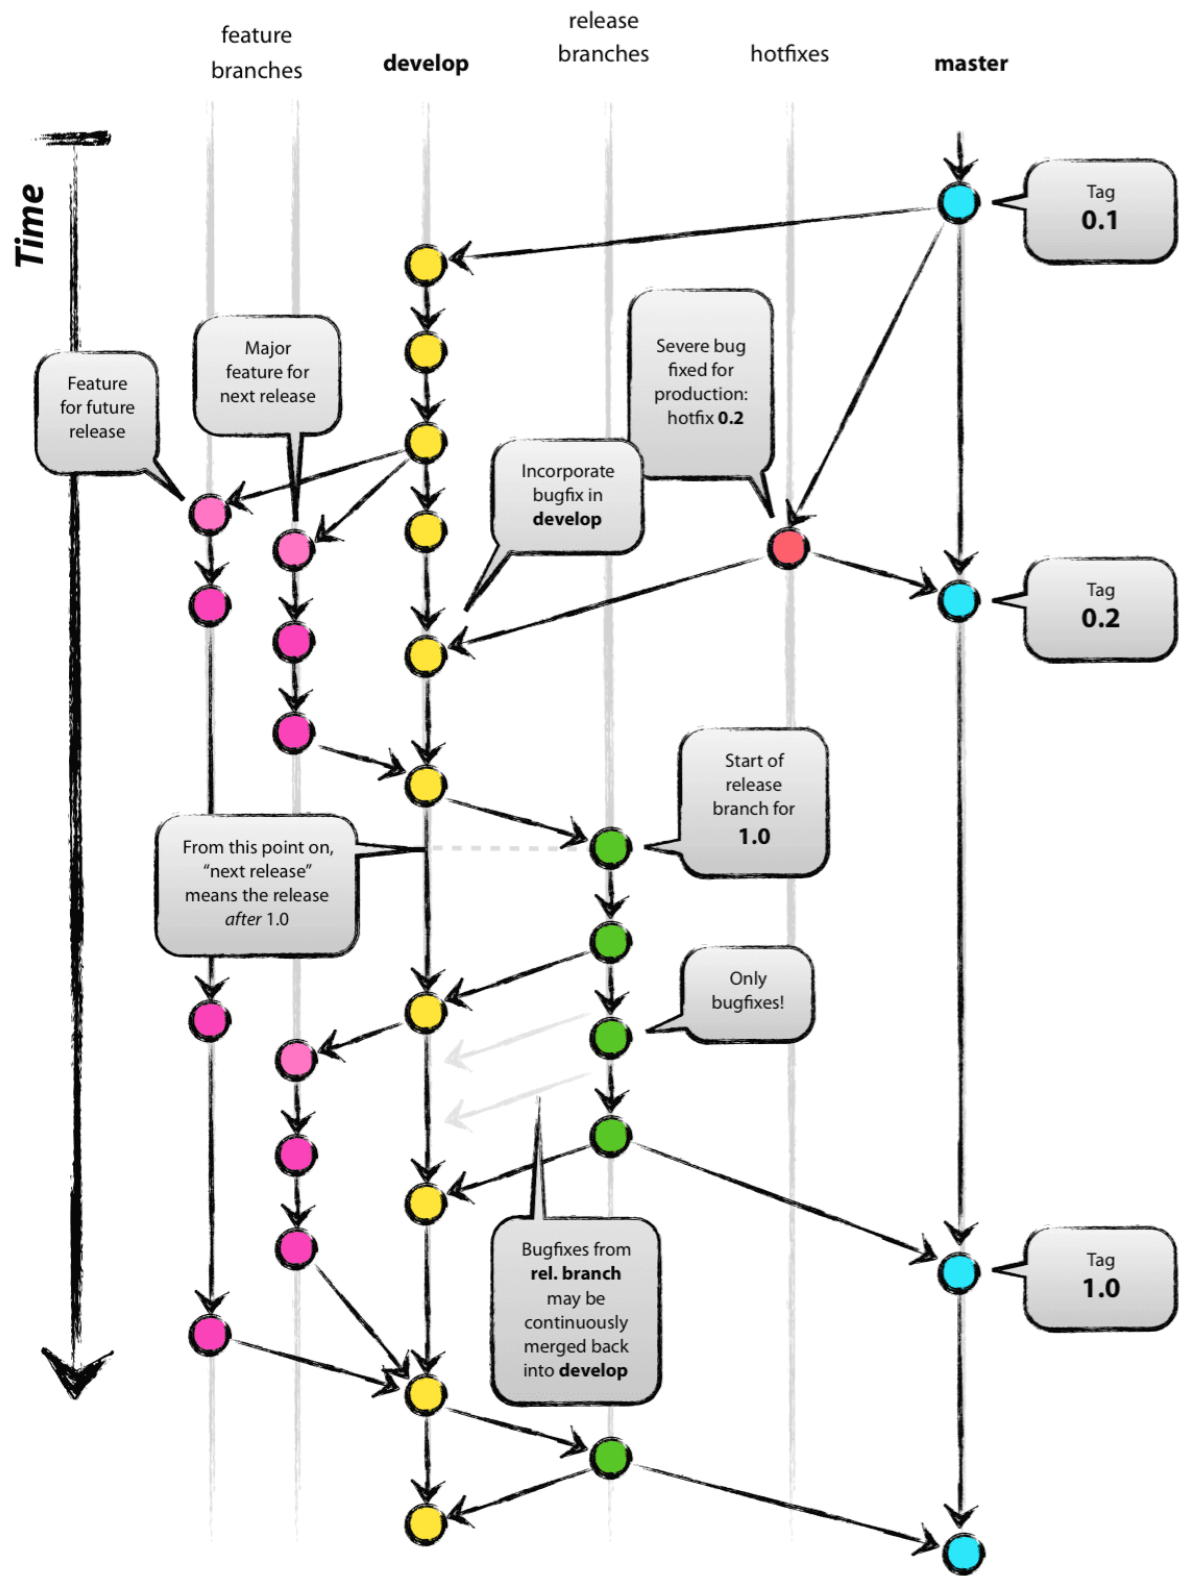 feature
branches
develop
release
branches
hotfixes
master
Time
Tag
0.1
Major
feature for
next release
Feature
for future
release
Severe bug
fixed for
production:
hotfix 0.2
Incorporate
bugfix in
develop
Tag
0.2
Start of
release
branch for
1.0
From this point on,
“next release”
means the release
after 1.0
Only
bugfixes!
Bugfixes from
rel. branch
may be
continuously
merged back
into develop
Tag
1.0